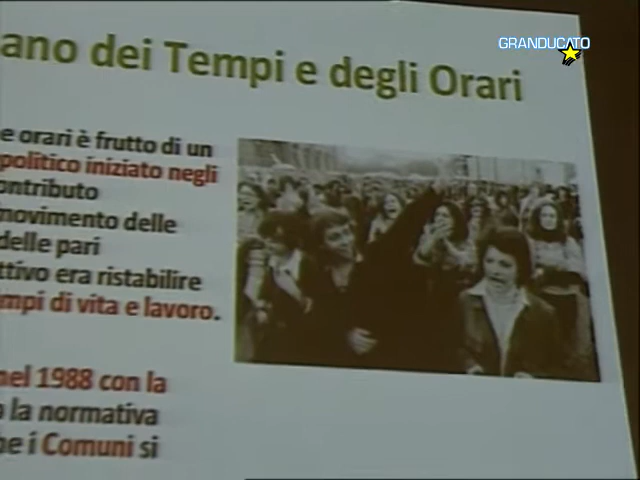 GRANDUCATO
ano dei Tempi e degli Orari
e orari è frutto di un
politico iniziato negli
ontributo
movimento delle
delle pari
ttivo era ristabilire
mpi di vita e lavoro.
nel 1988 con la
la normativa
he i Comuni si